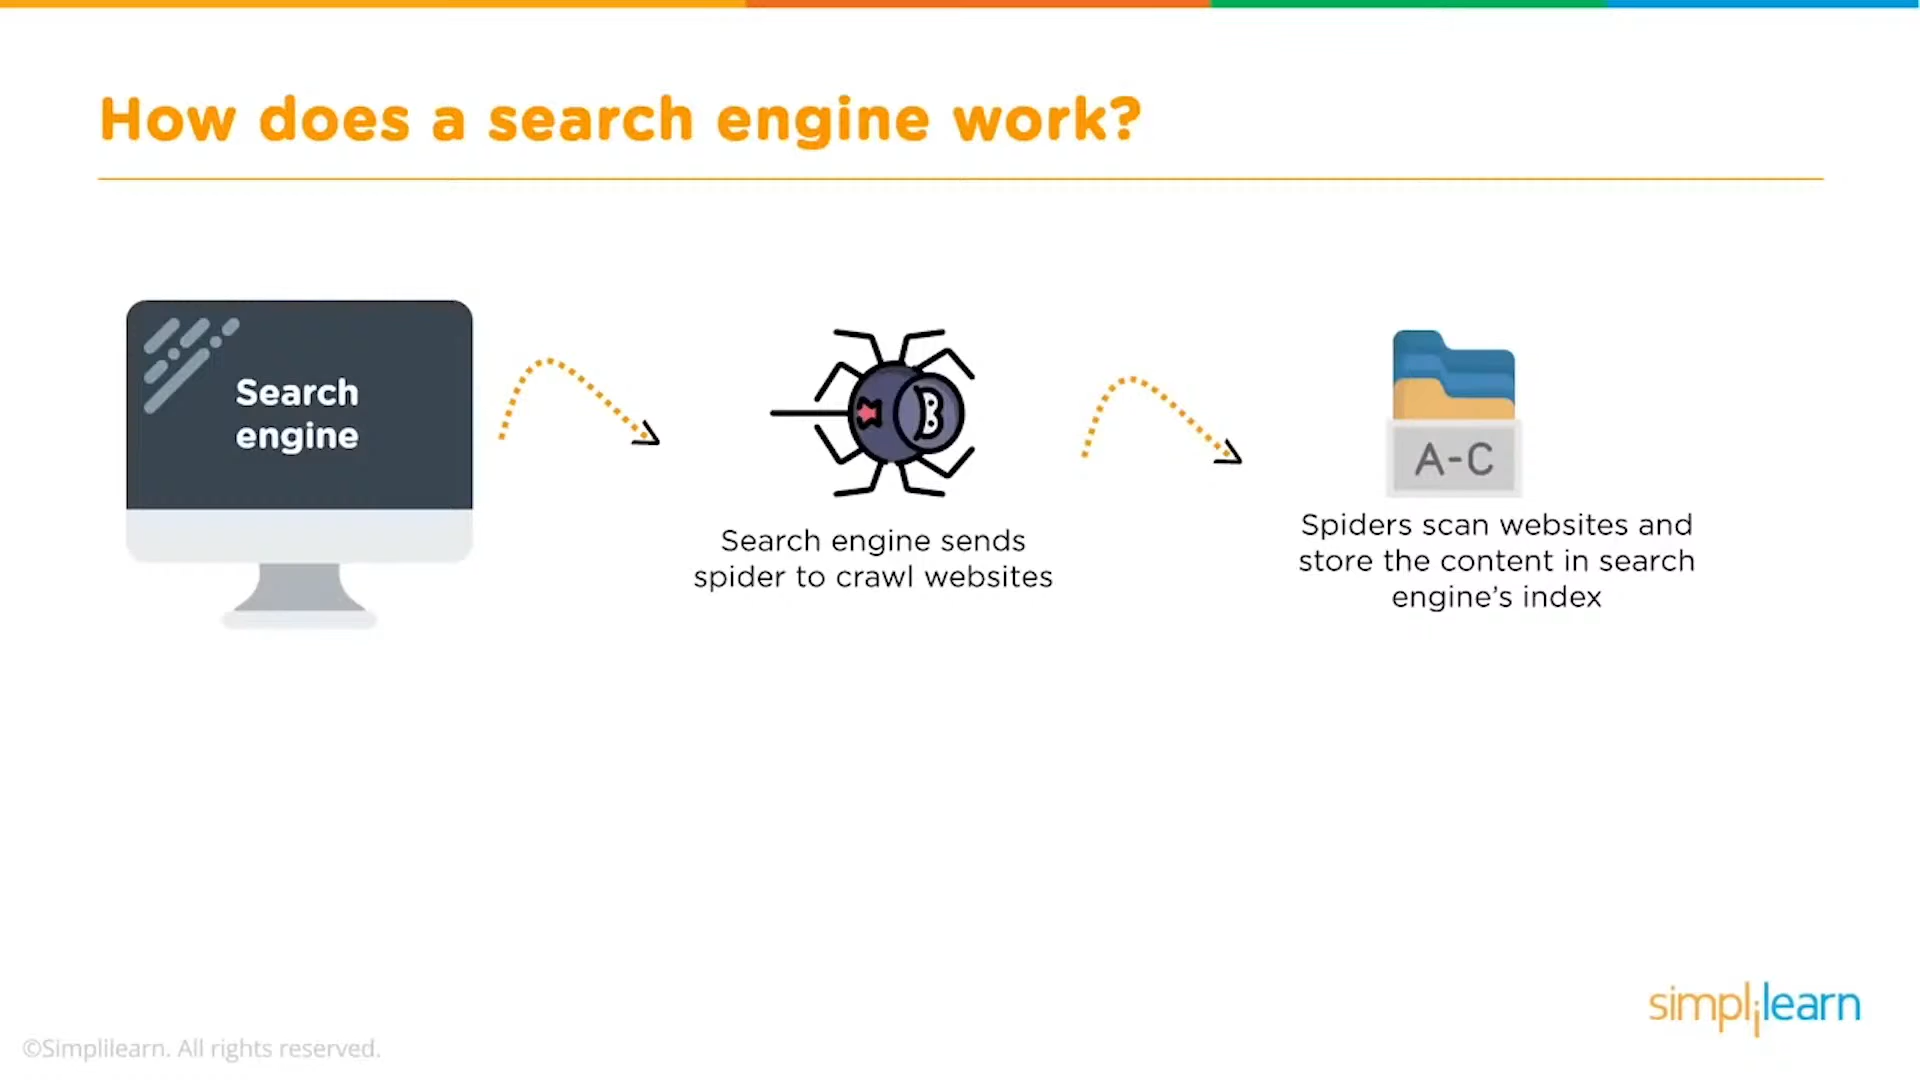 How does a search engine work?
Search
engine
Search engine sends
spider to crawl websites
A-C
Spiders scan websites and
store the content in search
engine's index
simplilearn
©Simplilearn. All rights reserved.